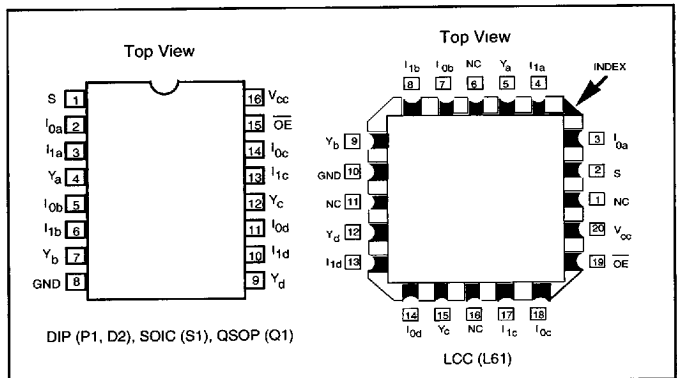 Top View
S 1
I0a 2
I1a 3
Ya 4
I0b 5
I1b 6
Yb 7
GND 8
16 Vcc
15 OE
14 I0c
13 I1c
12 Yc
11 I0d
10 I1d
9 Yd
DIP (P1, D2), SOIC (S1), QSOP (Q1)
Top View
I1b I0b NC Ya I1a
8 7 6 5 4
INDEX
Yb 9
GND 10
NC 11
Yd 12
I1d 13
3 I0a
2 S
1 NC
20 Vcc
19 OE
14 15 16 17 18
I0d Yc NC I1c I0c
LCC (L61)